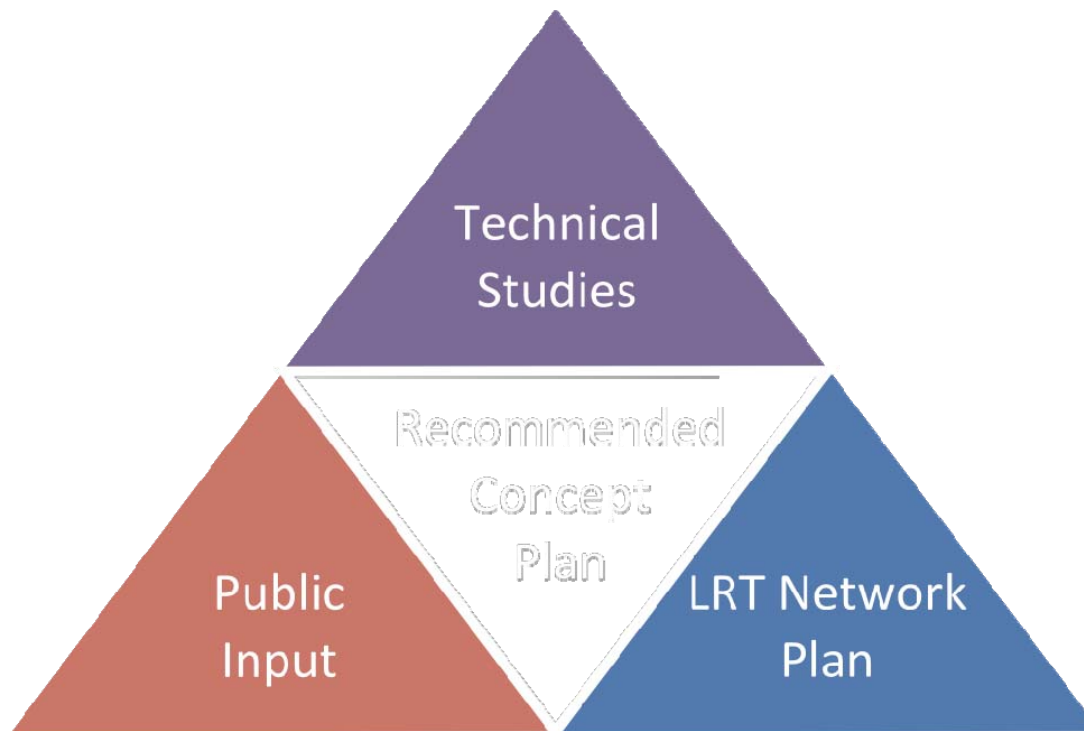 Technical
Studies
Recommended
Concept
Plan
Public
Input
LRT Network
Plan